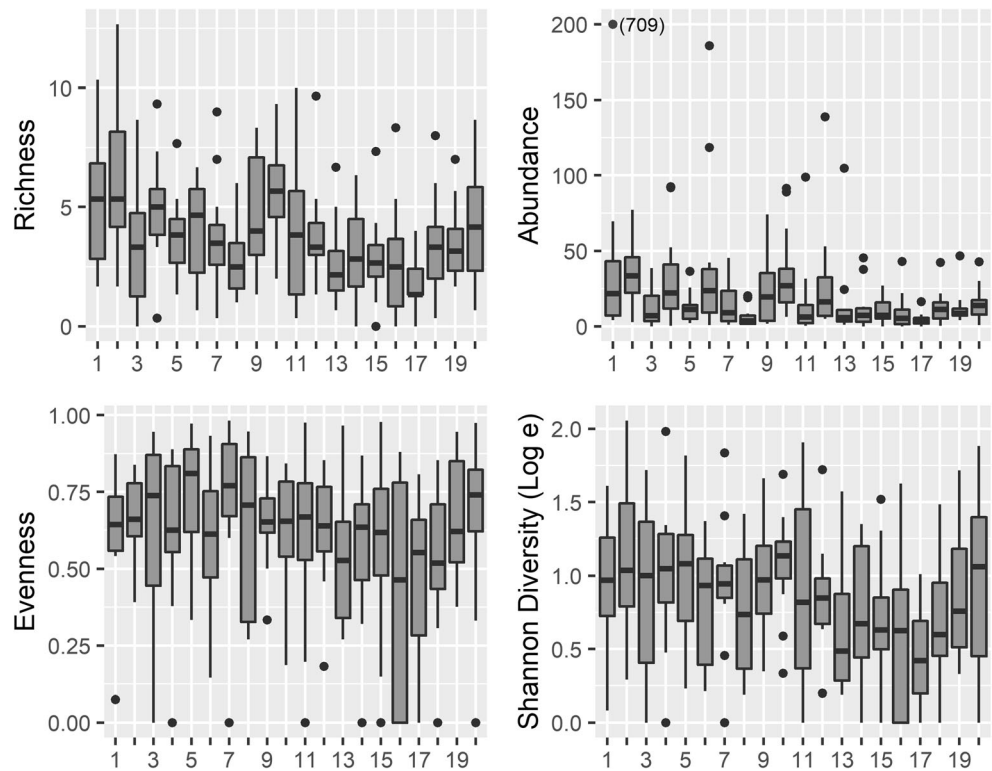 Richness
10
5
0
1 3 5 7 9 11 13 15 17 19
Abundance
200
150
100
50
0
(709)
1 3 5 7 9 11 13 15 17 19
Evenness
1.00
0.75
0.50
0.25
0.00
1 3 5 7 9 11 13 15 17 19
Shannon Diversity (Log e)
2.0
1.5
1.0
0.5
0.0
1 3 5 7 9 11 13 15 17 19